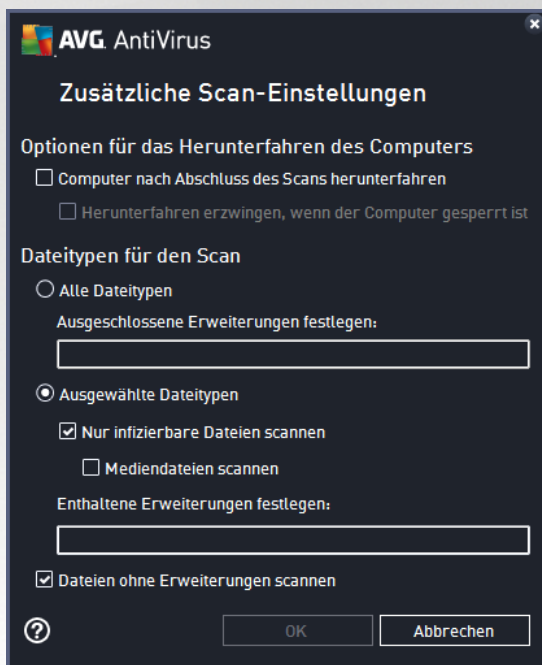 AVG. AntiVirus
Zusätzliche Scan-Einstellungen
Optionen für das Herunterfahren des Computers
Computer nach Abschluss des Scans herunterfahren
Herunterfahren erzwingen, wenn der Computer gesperrt ist
Dateitypen für den Scan
Alle Dateitypen
Ausgeschlossene Erweiterungen festlegen:
Ausgewählte Dateitypen
Nur infizierbare Dateien scannen
Mediendateien scannen
Enthaltene Erweiterungen festlegen:
Dateien ohne Erweiterungen scannen
? OK Abbrechen